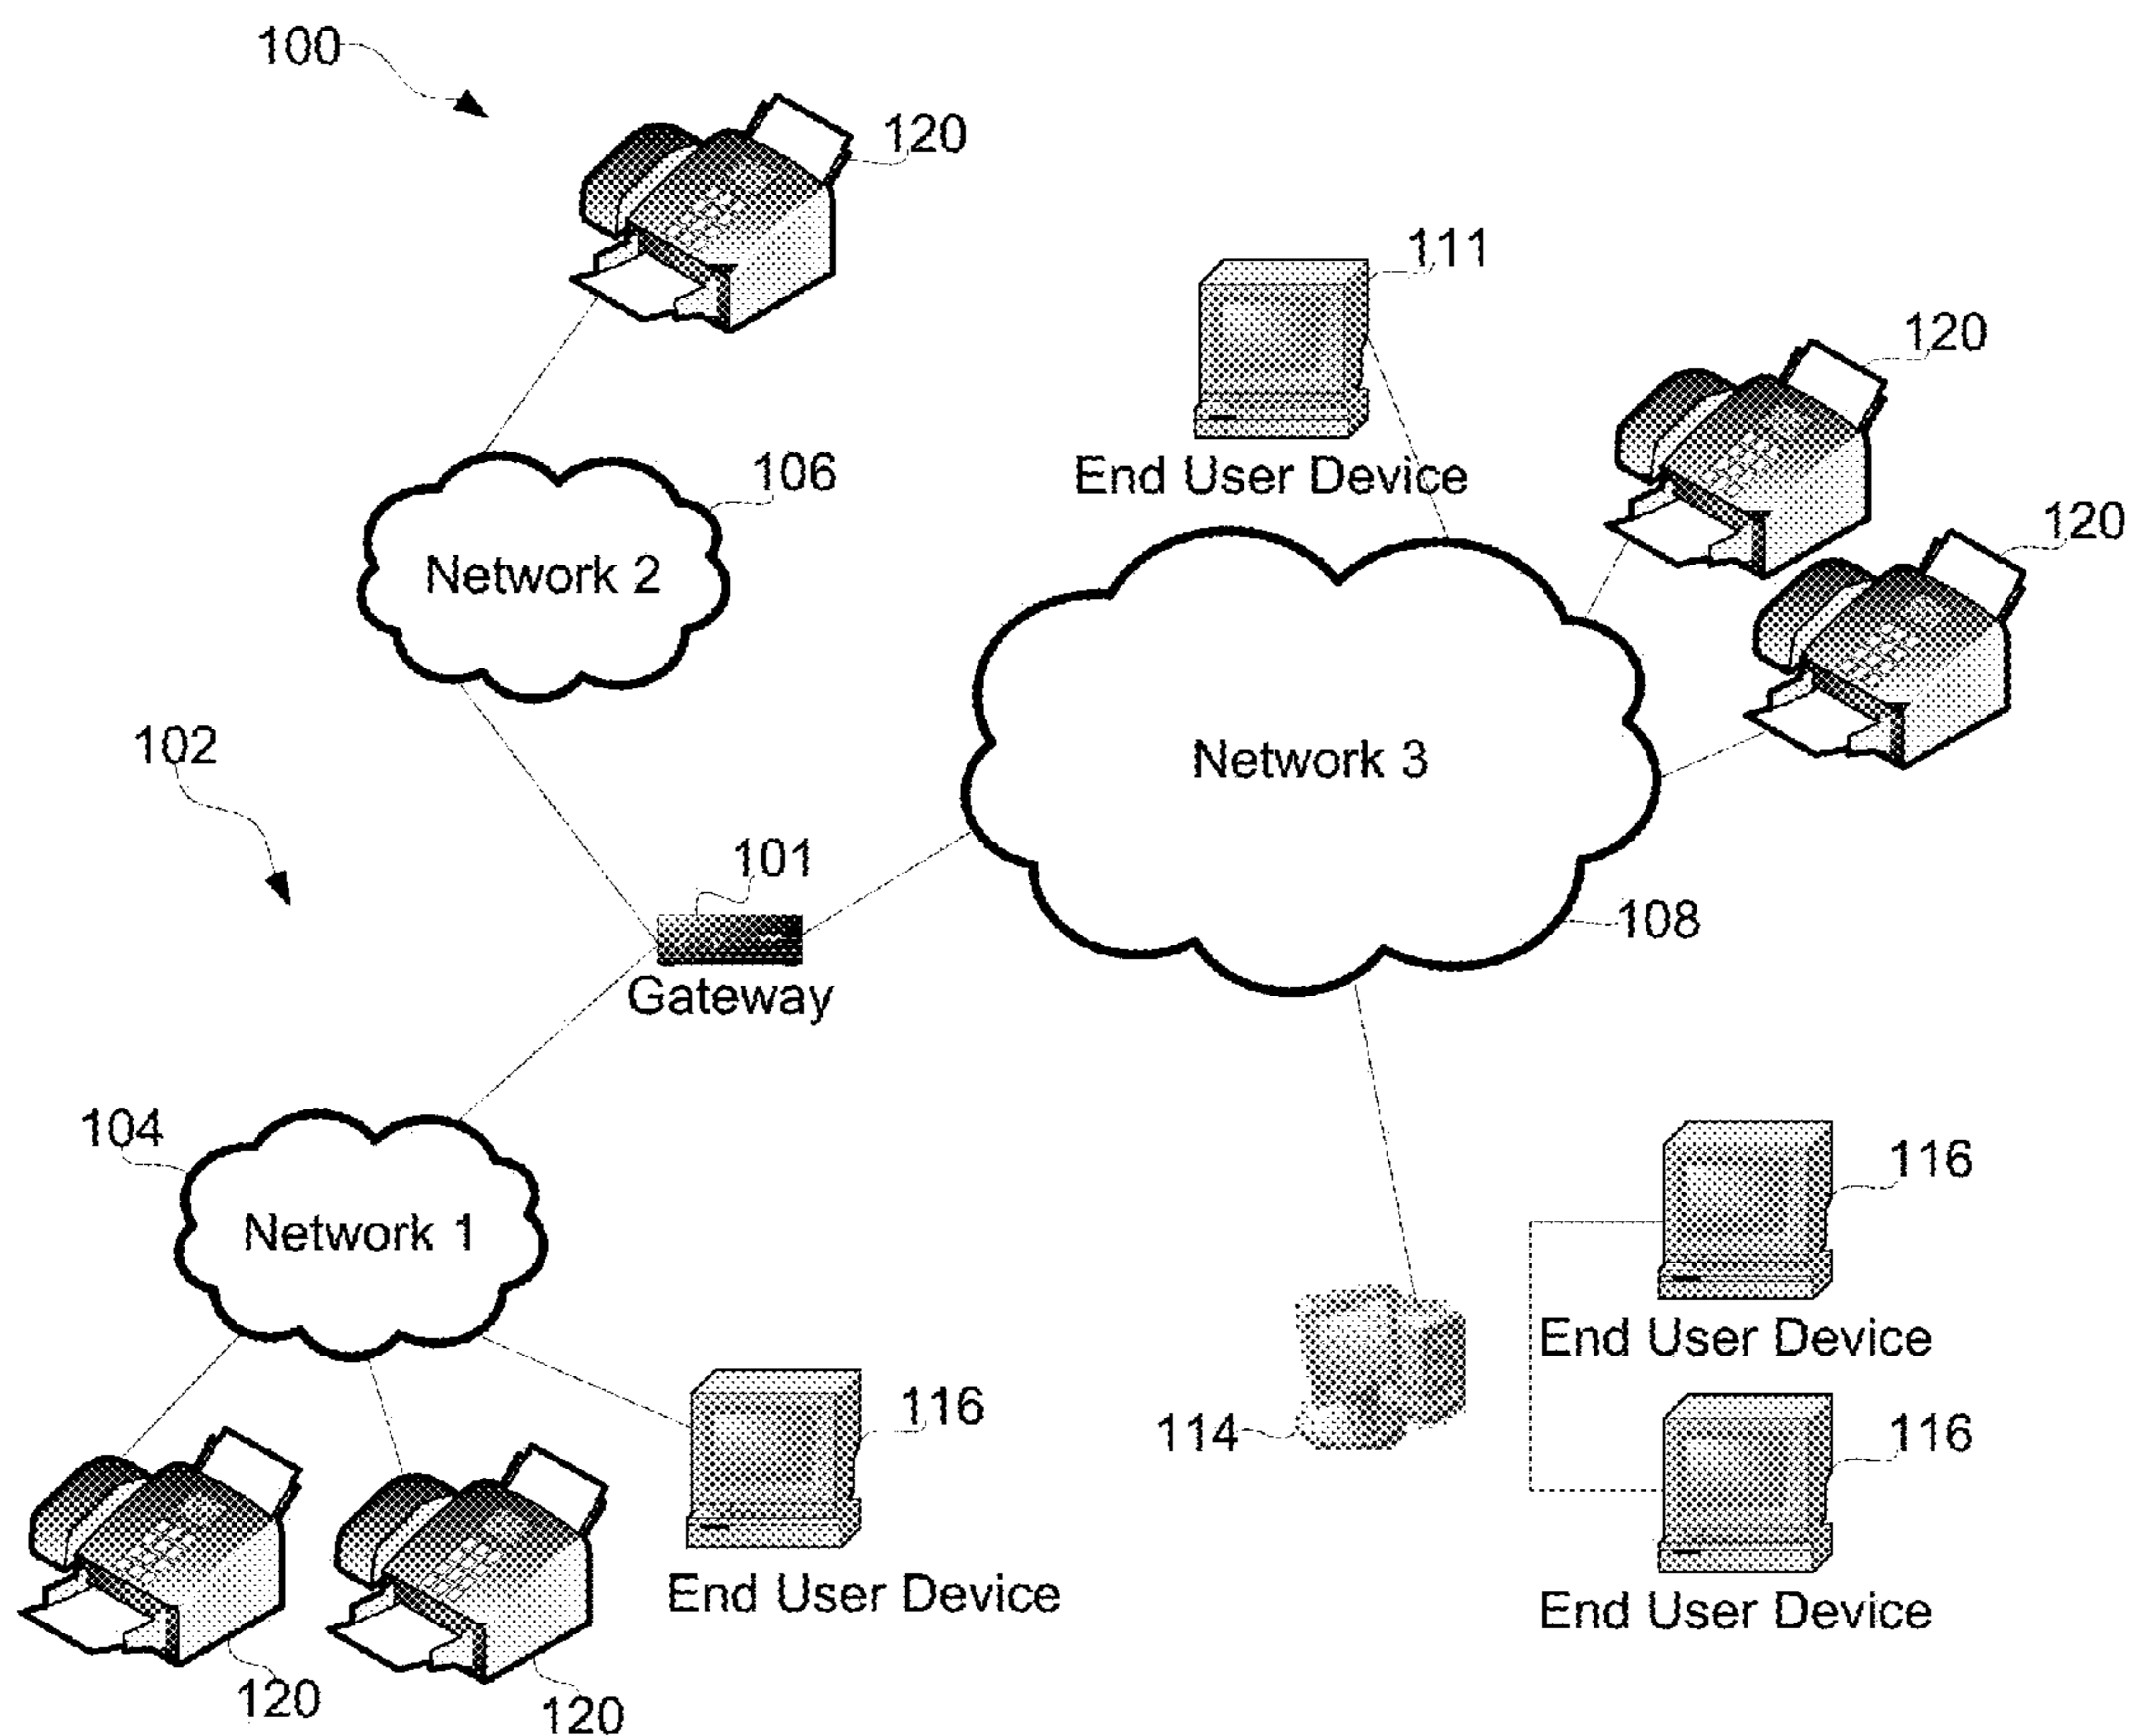 100
120
111
End User Device
120
120
106
Network 2
Network 3
102
101
Gateway
108
104
Network 1
116
End User Device
116
End User Device
114
116
End User Device
120
120